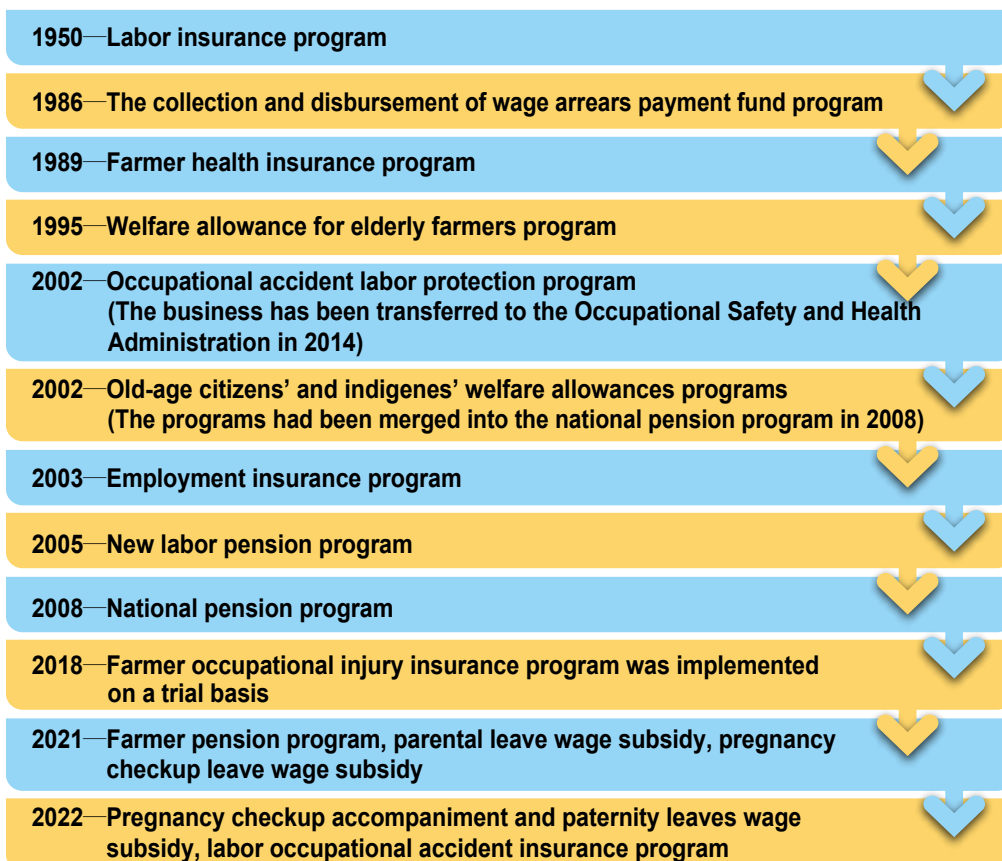 1950—Labor insurance program
1986—The collection and disbursement of wage arrears payment fund program
1989—Farmer health insurance program
1995—Welfare allowance for elderly farmers program
2002—Occupational accident labor protection program
(The business has been transferred to the Occupational Safety and Health
Administration in 2014)
2002—Old-age citizens’ and indigenes’ welfare allowances programs
(The programs had been merged into the national pension program in 2008)
2003—Employment insurance program
2005—New labor pension program
2008—National pension program
2018—Farmer occupational injury insurance program was implemented
on a trial basis
2021—Farmer pension program, parental leave wage subsidy, pregnancy
checkup leave wage subsidy
2022—Pregnancy checkup accompaniment and paternity leaves wage
subsidy, labor occupational accident insurance program